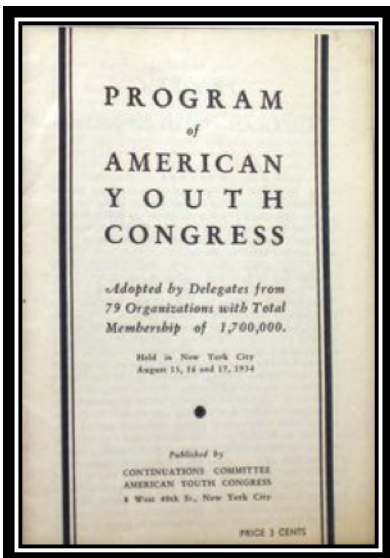 PROGRAM
of
AMERICAN
YOUTH
CONGRESS
Adopted by Delegates from
79 Organizations with Total
Membership of 1,700,000.
Held in New York City
August 15, 16 and 17, 1934
Published by
CONTINUATIONS COMMITTEE
AMERICAN YOUTH CONGRESS
8 West 40th St., New York City
PRICE 3 CENTS